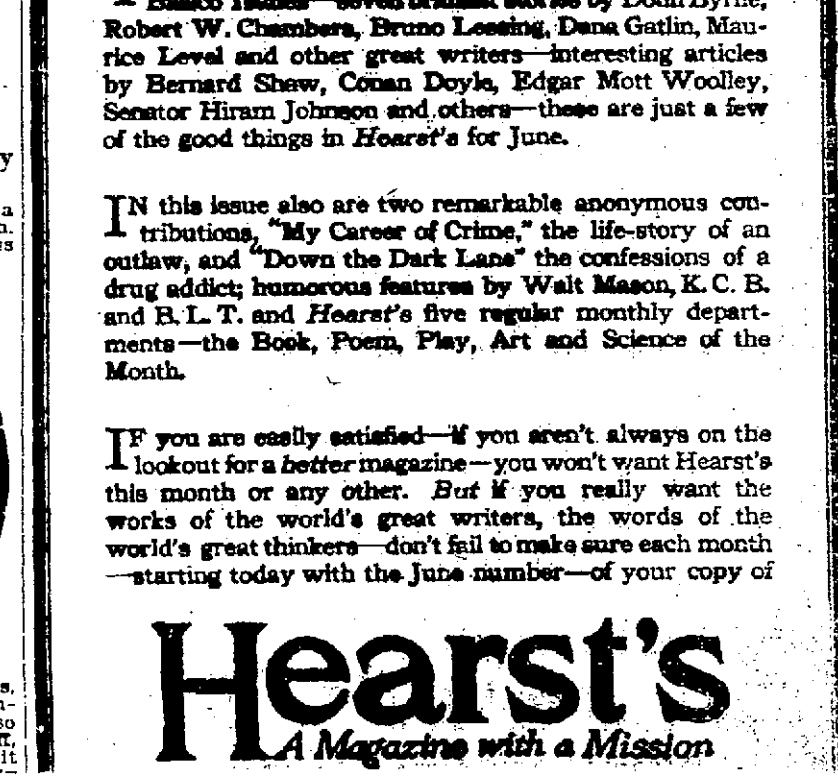 Blasco Ibañez—seven brilliant stories by Donn Byrne,
Robert W. Chambers, Bruno Lessing, Dana Gatlin, Mau-
rice Level and other great writers—interesting articles
by Bernard Shaw, Conan Doyle, Edgar Mott Woolley,
Senator Hiram Johnson and others—these are just a few
of the good things in Hearst's for June.
IN this issue also are two remarkable anonymous con-
tributions, "My Career of Crime," the life-story of an
outlaw, and "Down the Dark Lane" the confessions of a
drug addict; humorous features by Walt Mason, K. C. B.
and B. L. T. and Hearst's five regular monthly depart-
ments—the Book, Poem, Play, Art and Science of the
Month.
IF you are easily satisfied—if you aren't always on the
lookout for a better magazine—you won't want Hearst's
this month or any other. But if you really want the
works of the world's great writers, the words of the
world's great thinkers—don't fail to make sure each month
—starting today with the June number—of your copy of
Hearst's
A Magazine with a Mission